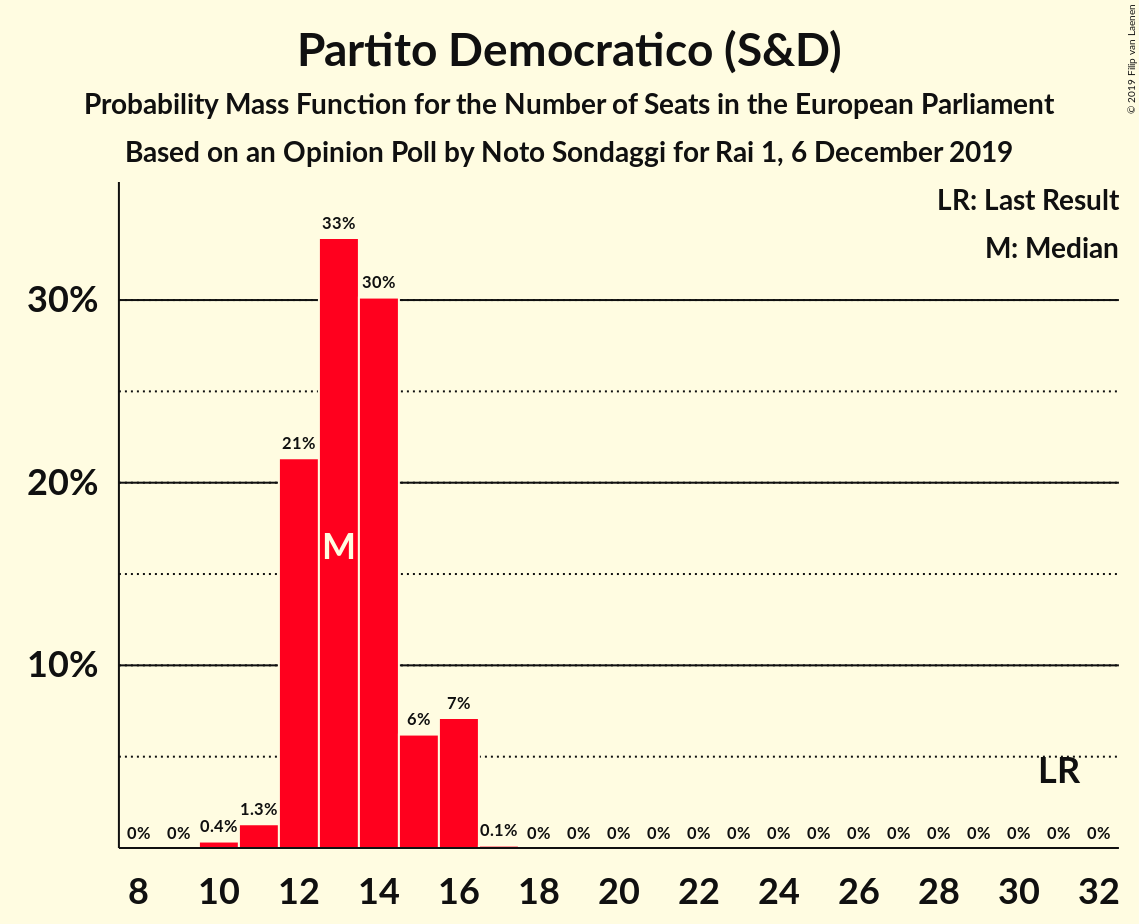 Partito Democratico (S&D)
Probability Mass Function for the Number of Seats in the European Parliament
Based on an Opinion Poll by Noto Sondaggi for Rai 1, 6 December 2019
© 2019 Filip van Laenen
LR: Last Result
M: Median
30%
20%
10%
0% 0% 0.4% 1.3% 21% 33% 30% 6% 7% 0.1% 0% 0% 0% 0% 0% 0% 0% 0% 0% 0% 0% 0% 0% 0% 0%
M
LR
8 10 12 14 16 18 20 22 24 26 28 30 32